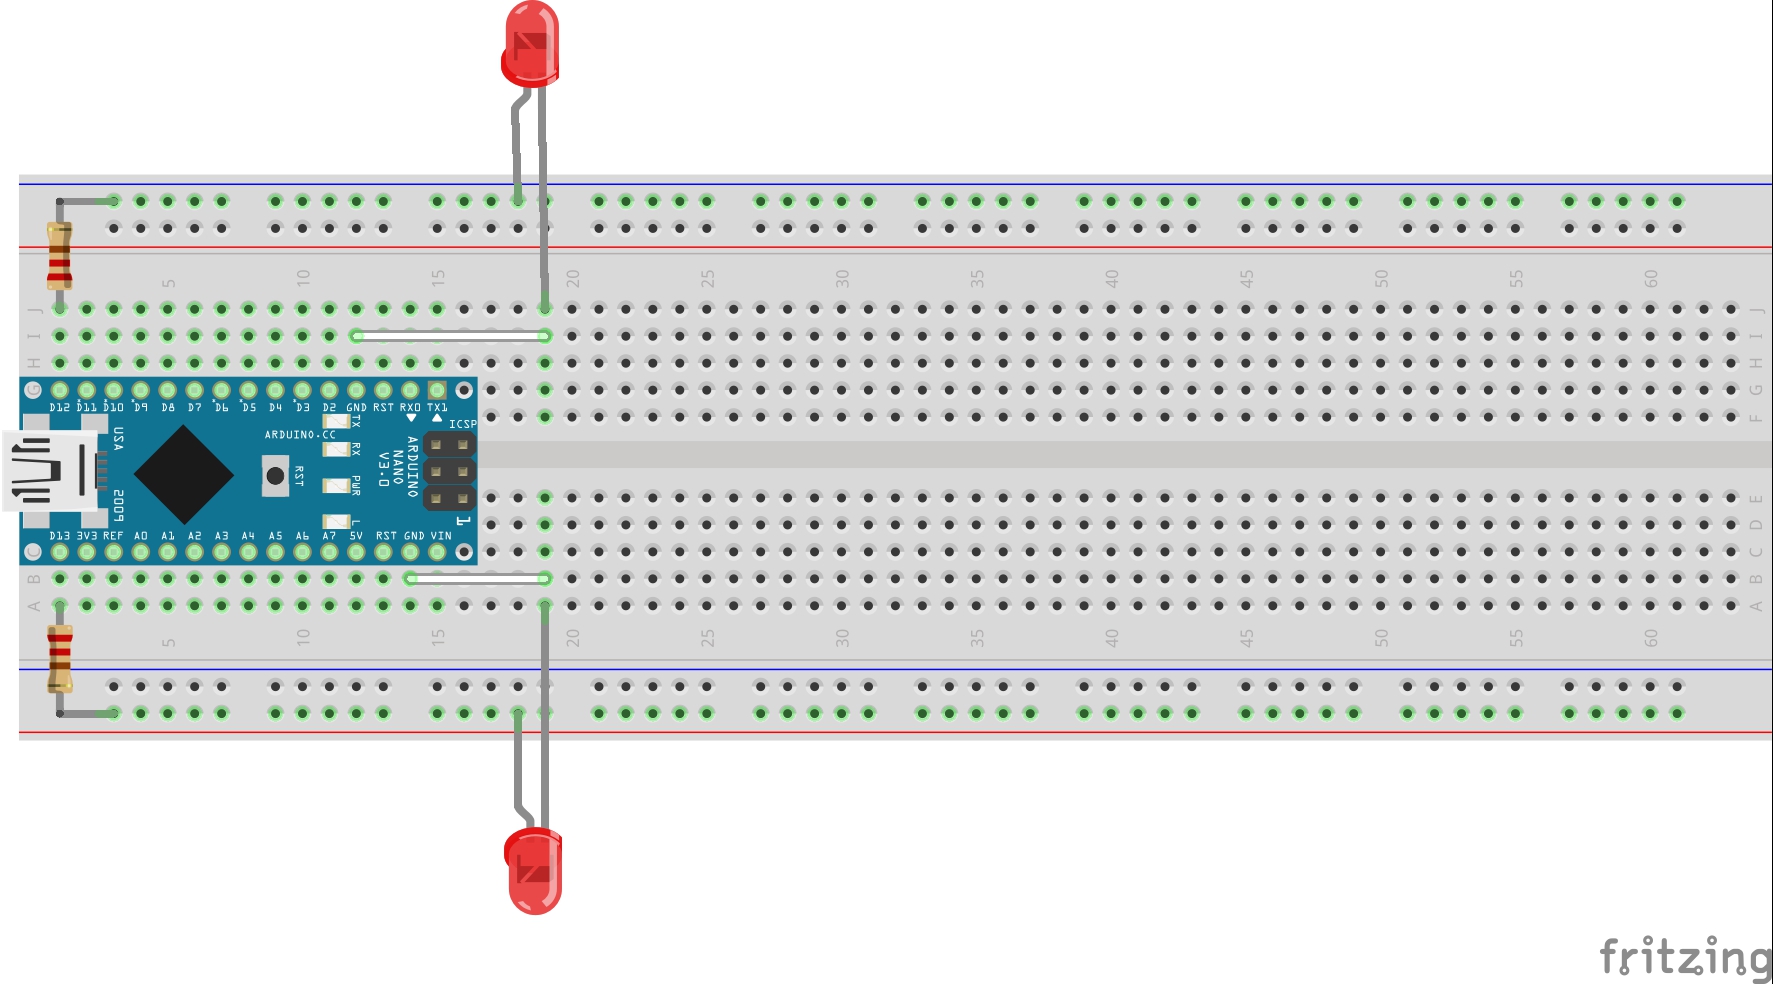 5 10 15 20 25 30 35 40 45 50 55 60
J J
I I
H H
G G
D12 D11 D10 D9 D8 D7 D6 D5 D4 D3 D2 GND RST RX0 TX1
F
TX
ICSP
ARDUINO.CC
USA
RX
ARDUINO
NANO
V3.0
RST
PWR
2009
L
1
E
D13 3V3 REF A0 A1 A2 A3 A4 A5 A6 A7 5V RST GND VIN
D
C C
B B
A A
5 10 15 20 25 30 35 40 45 50 55 60
fritzing